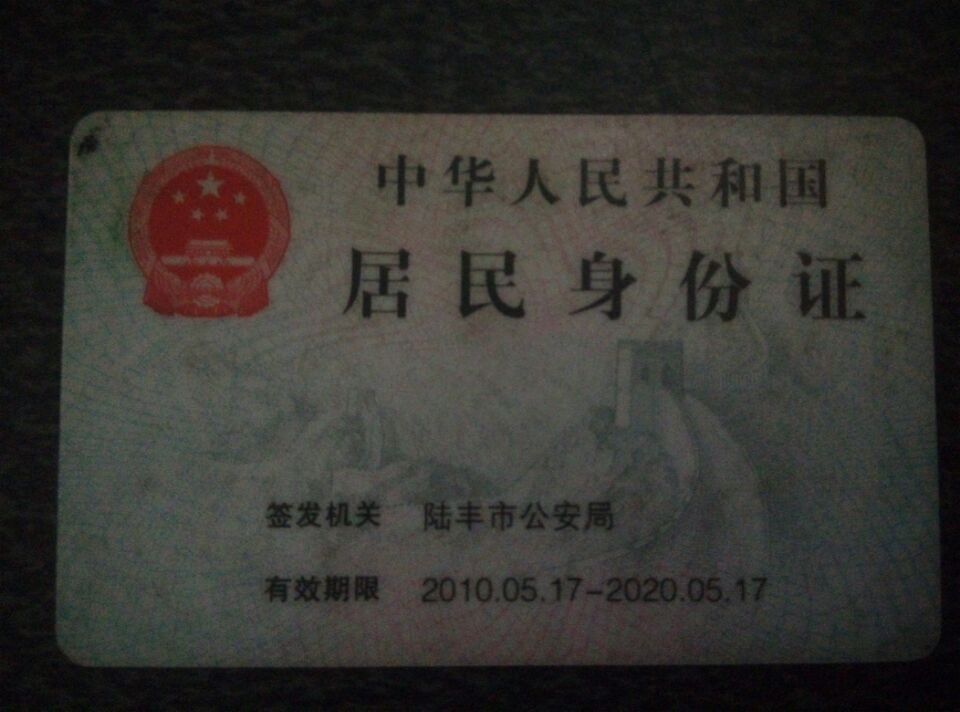 中华人民共和国
居民身份证
签发机关 陆丰市公安局
有效期限 2010.05.17-2020.05.17